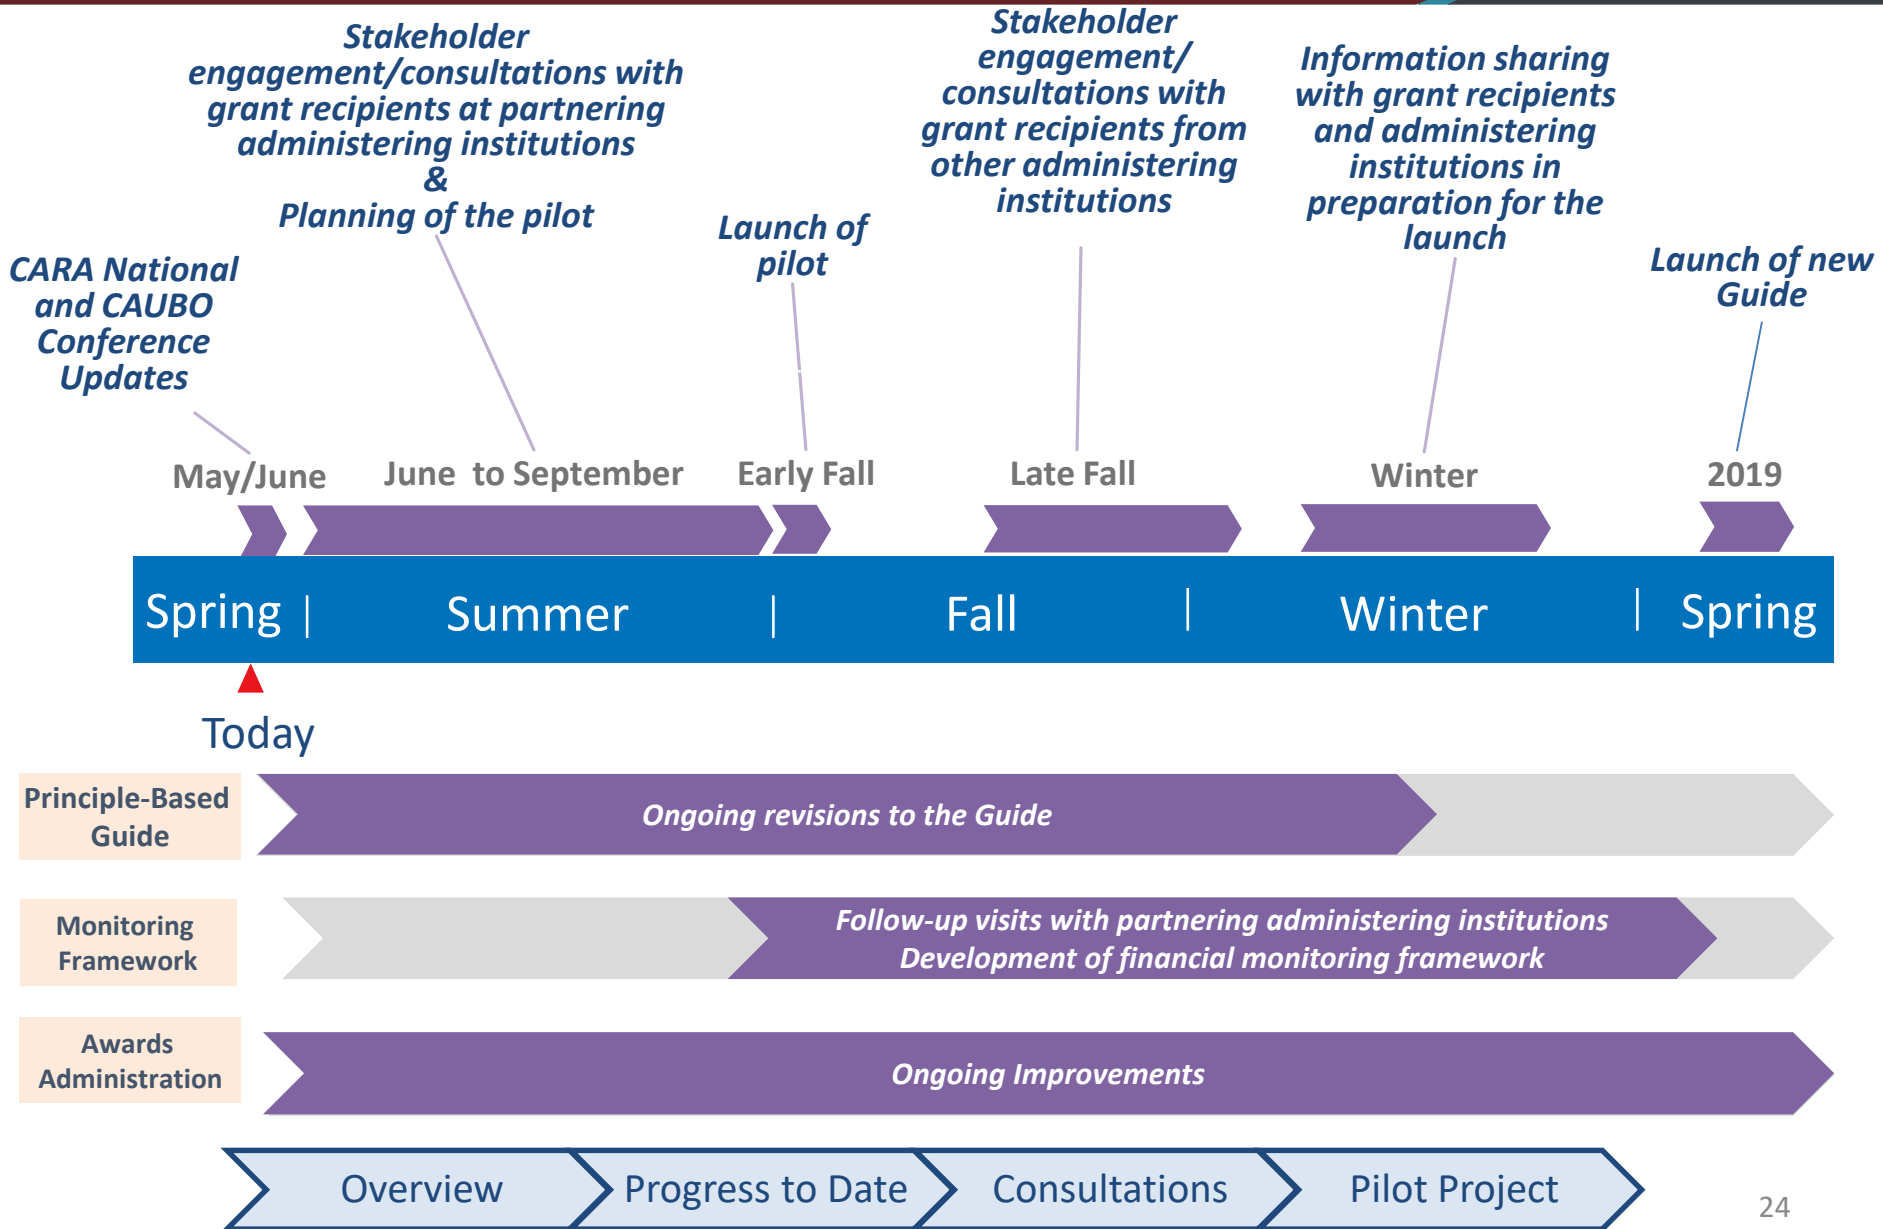 Stakeholder
engagement/consultations with
grant recipients at partnering
administering institutions
&
Planning of the pilot
Stakeholder
engagement/
consultations with
grant recipients from
other administering
institutions
Information sharing
with grant recipients
and administering
institutions in
preparation for the
launch
Launch of
pilot
CARA National
and CAUBO
Conference
Updates
Launch of new
Guide
May/June
June to September
Early Fall
Late Fall
Winter
2019
Spring | Summer | Fall | Winter | Spring
Today
Principle-Based
Guide
Ongoing revisions to the Guide
Monitoring
Framework
Follow-up visits with partnering administering institutions
Development of financial monitoring framework
Awards
Administration
Ongoing Improvements
Overview
Progress to Date
Consultations
Pilot Project
24